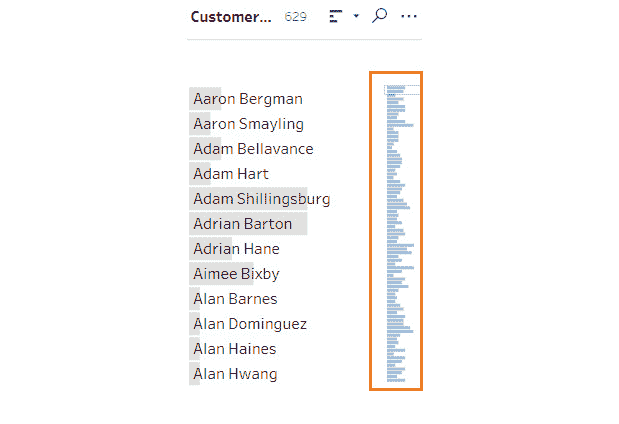 Customer... 629
Aaron Bergman
Aaron Smayling
Adam Bellavance
Adam Hart
Adam Shillingsburg
Adrian Barton
Adrian Hane
Aimee Bixby
Alan Barnes
Alan Dominguez
Alan Haines
Alan Hwang